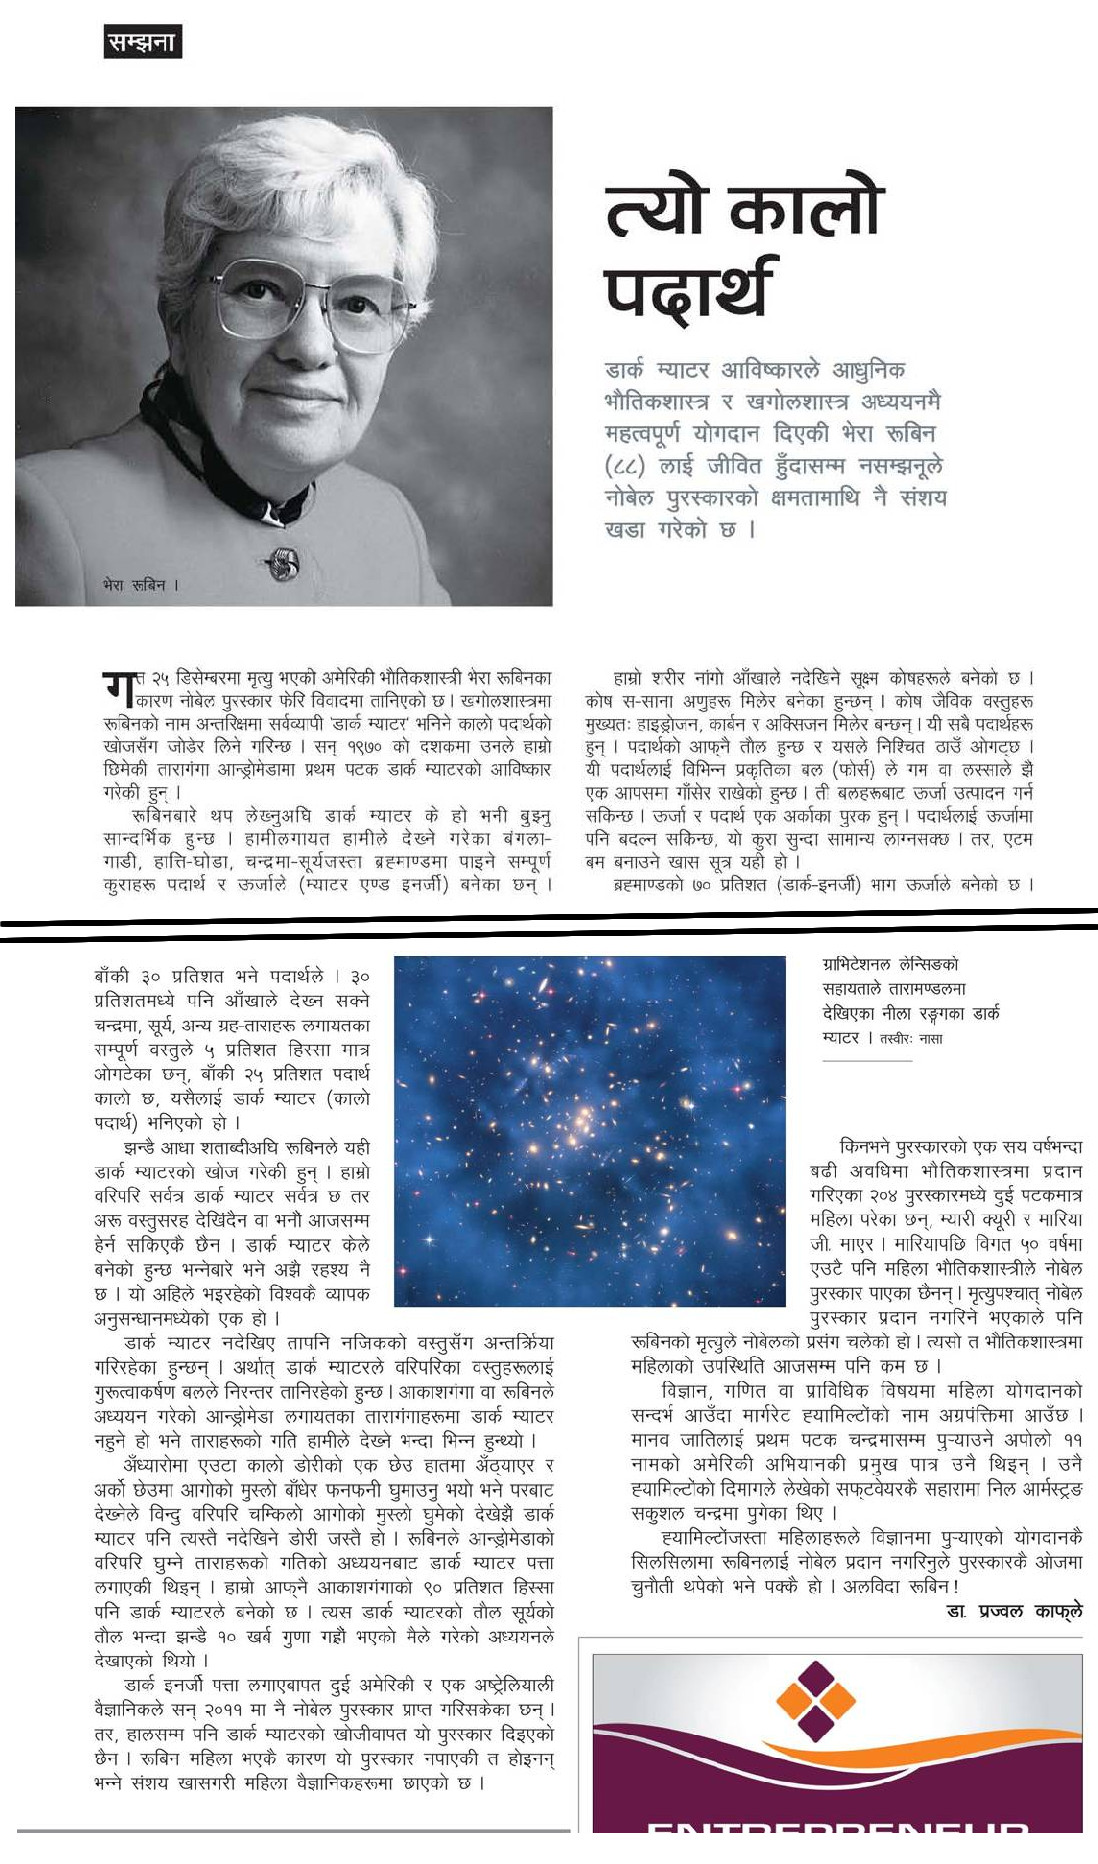 सम्झना
त्यो कालो
पदार्थ
डार्क म्याटर आविष्कारले आधुनिक
भौतिकशास्त्र र खगोलशास्त्र अध्ययनमै
महत्वपूर्ण योगदान दिएकी भेरा रूबिन
(८८) लाई जीवित हुँदासम्म नसम्झनूले
नोबेल पुरस्कारको क्षमतामाथि नै संशय
खडा गरेको छ ।
भेरा रूबिन ।
गत २५ डिसेम्बरमा मृत्यु भएकी अमेरिकी भौतिकशास्त्री भेरा रूबिनका
कारण नोबेल पुरस्कार फेरि विवादमा तानिएको छ । खगोलशास्त्रमा
रूबिनको नाम अन्तरिक्षमा सर्वव्यापी 'डार्क म्याटर' भनिने कालो पदार्थको
खोजसँग जोडेर लिने गरिन्छ । सन् १९७० को दशकमा उनले हाम्रो
छिमेकी तारागंगा आन्ड्रोमेडामा प्रथम पटक डार्क म्याटरको आविष्कार
गरेकी हुन् ।
रूबिनबारे थप लेख्नुअघि डार्क म्याटर के हो भनी बुझ्नु
सान्दर्भिक हुन्छ । हामीलगायत हामीले देख्ने गरेका बंगला-
गाडी, हात्ति-घोडा, चन्द्रमा-सूर्यजस्ता ब्रह्माण्डमा पाइने सम्पूर्ण
कुराहरू पदार्थ र ऊर्जाले (म्याटर एण्ड इनर्जी) बनेका छन् ।
हाम्रो शरीर नांगो आँखाले नदेखिने सूक्ष्म कोषहरूले बनेको छ ।
कोष स-साना अणुहरू मिलेर बनेका हुन्छन् । कोष जैविक वस्तुहरू
मुख्यतः हाइड्रोजन, कार्बन र अक्सिजन मिलेर बन्छन् । यी सबै पदार्थहरू
हुन् । पदार्थको आफ्नै तौल हुन्छ र यसले निश्चित ठाउँ ओगट्छ ।
यी पदार्थलाई विभिन्न प्रकृतिका बल (फोर्स) ले गम वा लस्साले झै
एक आपसमा गाँसेर राखेको हुन्छ । ती बलहरूबाट ऊर्जा उत्पादन गर्न
सकिन्छ । ऊर्जा र पदार्थ एक अर्काका पुरक हुन् । पदार्थलाई ऊर्जामा
पनि बदल्न सकिन्छ, यो कुरा सुन्दा सामान्य लाग्नसक्छ । तर, एटम
बम बनाउने खास सूत्र यही हो ।
ब्रह्माण्डको ७० प्रतिशत (डार्क-इनर्जी) भाग ऊर्जाले बनेको छ ।
बाँकी ३० प्रतिशत भने पदार्थले । ३०
प्रतिशतमध्ये पनि आँखाले देख्न सक्ने
चन्द्रमा, सूर्य, अन्य ग्रह-ताराहरू लगायतका
सम्पूर्ण वस्तुले ५ प्रतिशत हिस्सा मात्र
ओगटेका छन्, बाँकी २५ प्रतिशत पदार्थ
कालो छ, यसैलाई डार्क म्याटर (कालो
पदार्थ) भनिएको हो ।
झन्डै आधा शताब्दीअघि रूबिनले यही
डार्क म्याटरको खोज गरेकी हुन् । हाम्रो
वरिपरि सर्वत्र डार्क म्याटर सर्वत्र छ तर
अरू वस्तुसरह देखिंदैन वा भनौ आजसम्म
हेर्न सकिएकै छैन । डार्क म्याटर केले
बनेको हुन्छ भन्नेबारे भने अझै रहश्य नै
छ । यो अहिले भइरहेको विश्वकै व्यापक
अनुसन्धानमध्येको एक हो ।
डार्क म्याटर नदेखिए तापनि नजिकको वस्तुसँग अन्तर्क्रिया
गरिरहेका हुन्छन् । अर्थात् डार्क म्याटरले वरिपरिका वस्तुहरूलाई
गुरूत्वाकर्षण बलले निरन्तर तानिरहेको हुन्छ । आकाशगंगा वा रूबिनले
अध्ययन गरेको आन्ड्रोमेडा लगायतका तारागंगाहरूमा डार्क म्याटर
नहुने हो भने ताराहरूको गति हामीले देख्ने भन्दा भिन्न हुन्थ्यो ।
अँध्यारोमा एउटा कालो डोरीको एक छेउ हातमा अँठ्याएर र
अर्को छेउमा आगोको मुस्लो बाँधेर फनफनी घुमाउनु भयो भने परबाट
देख्नेले विन्दु वरिपरि चम्किलो आगोको मुस्लो घुमेको देखेझै डार्क
म्याटर पनि त्यस्तै नदेखिने डोरी जस्तै हो । रूबिनले आन्ड्रोमेडाको
वरिपरि घुम्ने ताराहरूको गतिको अध्ययनबाट डार्क म्याटर पत्ता
लगाएकी थिइन् । हाम्रो आफ्नै आकाशगंगाको ९० प्रतिशत हिस्सा
पनि डार्क म्याटरले बनेको छ । त्यस डार्क म्याटरको तौल सूर्यको
तौल भन्दा झन्डै १० खर्ब गुणा गह्रौ भएको मैले गरेको अध्ययनले
देखाएको थियो ।
डार्क इनर्जी पत्ता लगाएबापत दुई अमेरिकी र एक अष्ट्रेलियाली
वैज्ञानिकले सन् २०११ मा नै नोबेल पुरस्कार प्राप्त गरिसकेका छन् ।
तर, हालसम्म पनि डार्क म्याटरको खोजीवापत यो पुरस्कार दिइएको
छैन । रूबिन महिला भएकै कारण यो पुरस्कार नपाएकी त होइनन्
भन्ने संशय खासगरी महिला वैज्ञानिकहरूमा छाएको छ ।
ग्राभिटेशनल लेन्सिङको
सहायताले तारामण्डलना
देखिएका नीला रङ्गका डार्क
म्याटर । तस्वीरः नासा
किनभने पुरस्कारको एक सय वर्षभन्दा
बढी अवधिमा भौतिकशास्त्रमा प्रदान
गरिएका २०४ पुरस्कारमध्ये दुई पटकमात्र
महिला परेका छन्, म्यारी क्यूरी र मारिया
जी. माएर । मारियापछि विगत ५० वर्षमा
एउटै पनि महिला भौतिकशास्त्रीले नोबेल
पुरस्कार पाएका छैनन् । मृत्युपश्चात् नोबेल
पुरस्कार प्रदान नगरिने भएकाले पनि
रूबिनको मृत्युले नोबेलको प्रसंग चलेको हो । त्यसो त भौतिकशास्त्रमा
महिलाको उपस्थिति आजसम्म पनि कम छ ।
विज्ञान, गणित वा प्राविधिक विषयमा महिला योगदानको
सन्दर्भ आउँदा मार्गरेट ह्यामिल्टोंको नाम अग्रपंक्तिमा आउँछ ।
मानव जातिलाई प्रथम पटक चन्द्रमासम्म पुऱ्याउने अपोलो ११
नामको अमेरिकी अभियानकी प्रमुख पात्र उनै थिइन् । उनै
ह्यामिल्टोंको दिमागले लेखेको सफ्टवेयरकै सहारामा निल आर्मस्ट्रङ
सकुशल चन्द्रमा पुगेका थिए ।
ह्यामिल्टोंजस्ता महिलाहरूले विज्ञानमा पुऱ्याएको योगदानकै
सिलसिलामा रूबिनलाई नोबेल प्रदान नगरिनुले पुरस्कारकै ओजमा
चुनौती थपेको भने पक्कै हो । अलविदा रूबिन !
डा. प्रज्वल काफ्ले
ENTREPRENEUR